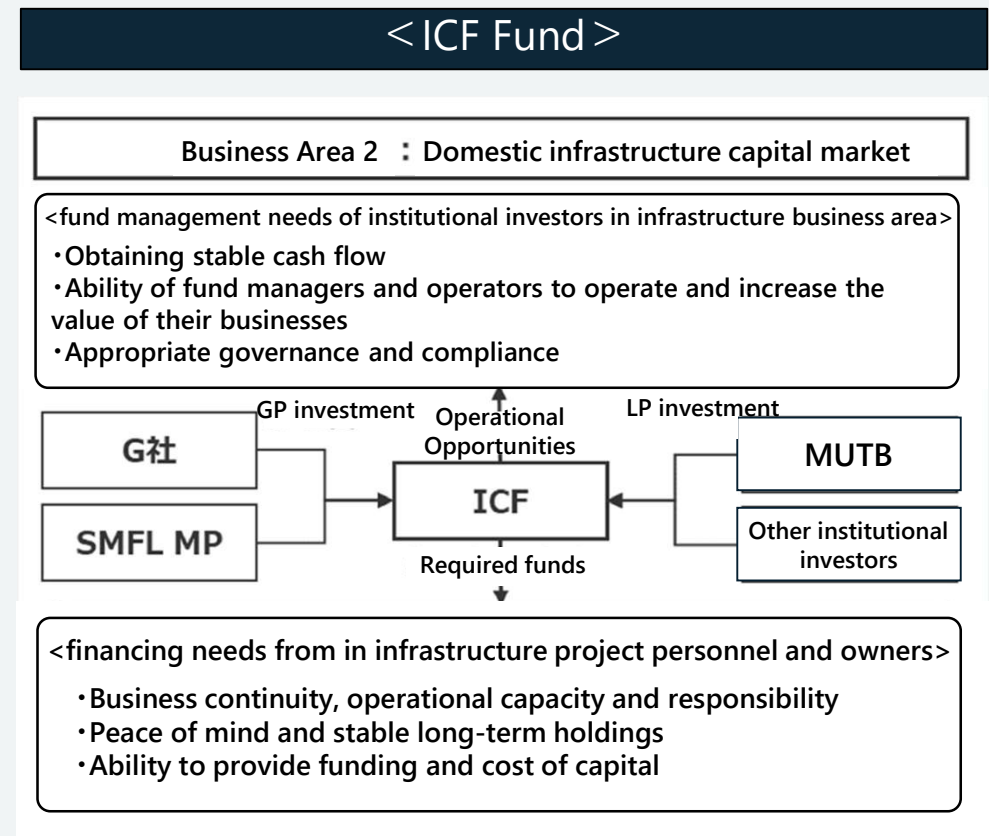 ＜ICF Fund＞
Business Area 2 ：Domestic infrastructure capital market
<fund management needs of institutional investors in infrastructure business area>
・Obtaining stable cash flow
・Ability of fund managers and operators to operate and increase the
value of their businesses
・Appropriate governance and compliance
GP investment
Operational
Opportunities
LP investment
G社
SMFL MP
ICF
MUTB
Other institutional
investors
Required funds
<financing needs from in infrastructure project personnel and owners>
・Business continuity, operational capacity and responsibility
・Peace of mind and stable long-term holdings
・Ability to provide funding and cost of capital